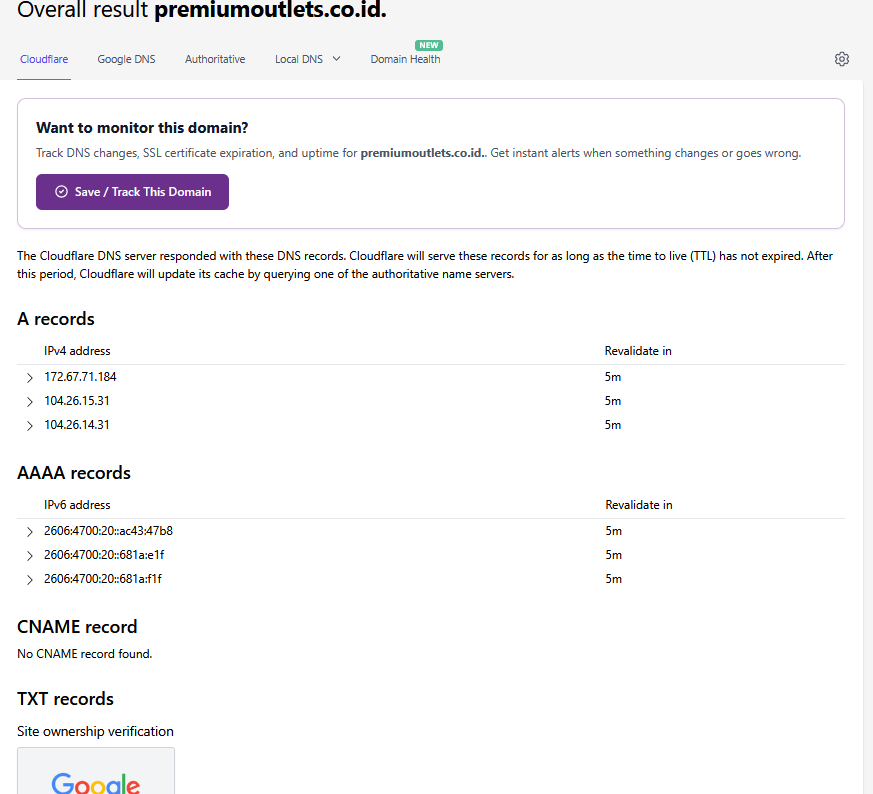 Overall result premiumoutlets.co.id.
NEW
Cloudflare Google DNS Authoritative Local DNS Domain Health
Want to monitor this domain?
Track DNS changes, SSL certificate expiration, and uptime for premiumoutlets.co.id.. Get instant alerts when something changes or goes wrong.
Save / Track This Domain
The Cloudflare DNS server responded with these DNS records. Cloudflare will serve these records for as long as the time to live (TTL) has not expired. After
this period, Cloudflare will update its cache by querying one of the authoritative name servers.
A records
IPv4 address Revalidate in
172.67.71.184 5m
104.26.15.31 5m
104.26.14.31 5m
AAAA records
IPv6 address Revalidate in
2606:4700:20::ac43:47b8 5m
2606:4700:20::681a:e1f 5m
2606:4700:20::681a:f1f 5m
CNAME record
No CNAME record found.
TXT records
Site ownership verification
Google